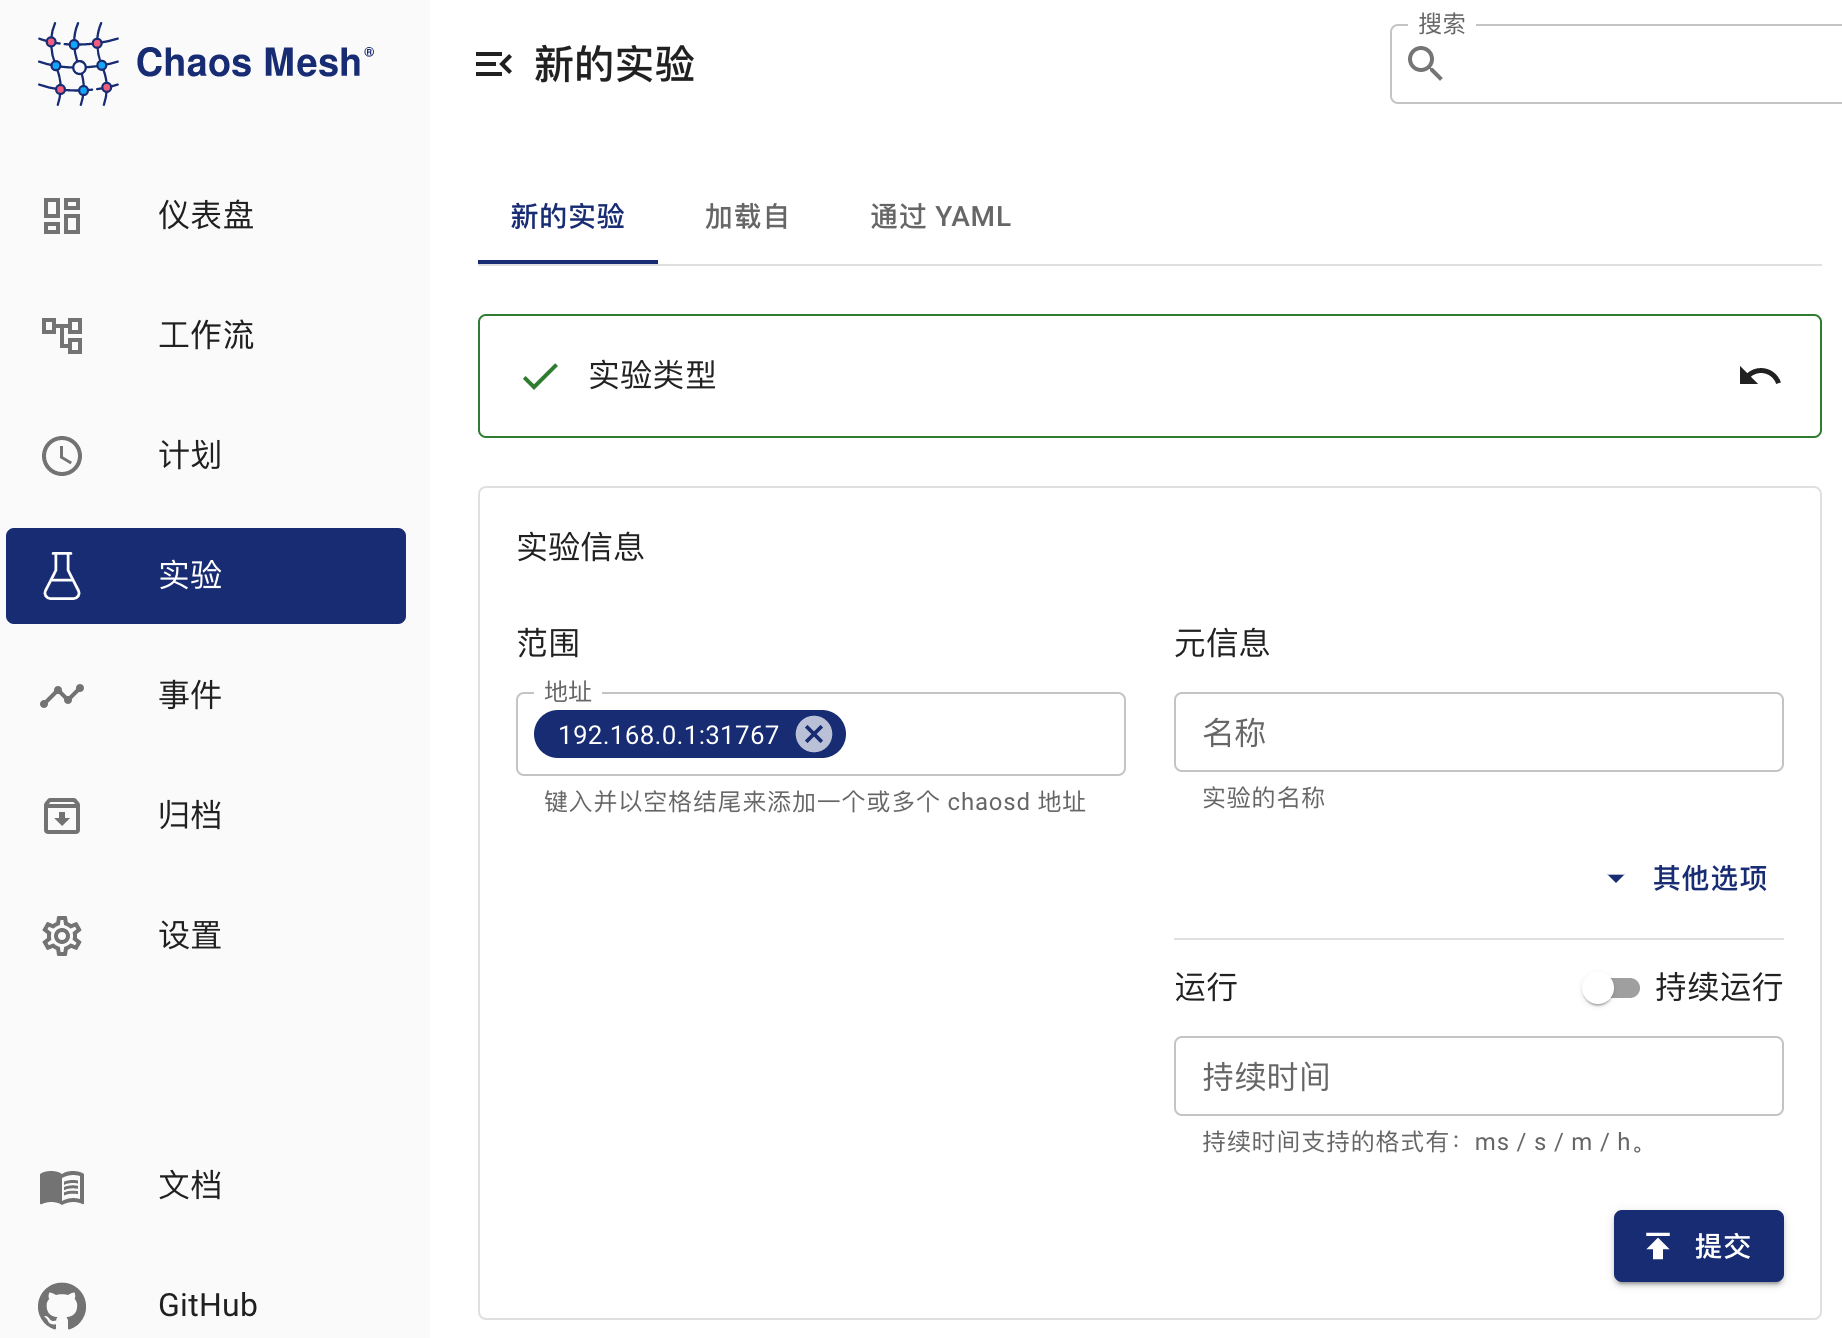 Chaos Mesh®
仪表盘
工作流
计划
实验
事件
归档
设置
文档
GitHub
新的实验
搜索
新的实验
加载自
通过 YAML
实验类型
实验信息
范围
地址
192.168.0.1:31767
键入并以空格结尾来添加一个或多个 chaosd 地址
元信息
名称
实验的名称
其他选项
运行
持续运行
持续时间
持续时间支持的格式有：ms / s / m / h。
提交